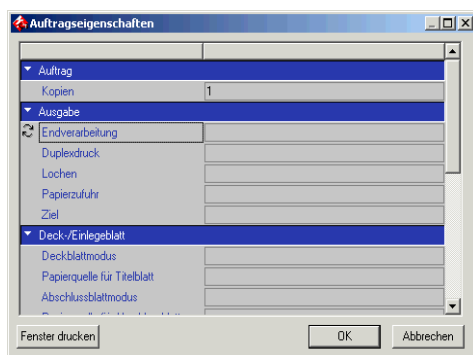 Auftragseigenschaften
Auftrag
Kopien 1
Ausgabe
Endverarbeitung
Duplexdruck
Lochen
Papierzufuhr
Ziel
Deck-/Einlegeblatt
Deckblattmodus
Papierquelle für Titelblatt
Abschlussblattmodus
Fenster drucken OK Abbrechen